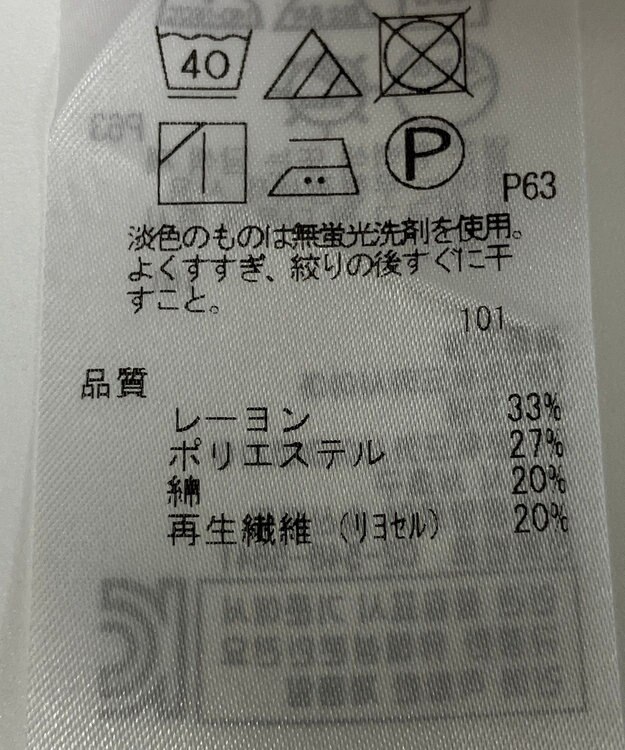 40
P
P63
淡色のものは無蛍光洗剤を使用。
よくすすぎ、絞りの後すぐに干
すこと。
101
品質
レーヨン 33%
ポリエステル 27%
綿 20%
再生繊維（リヨセル） 20%